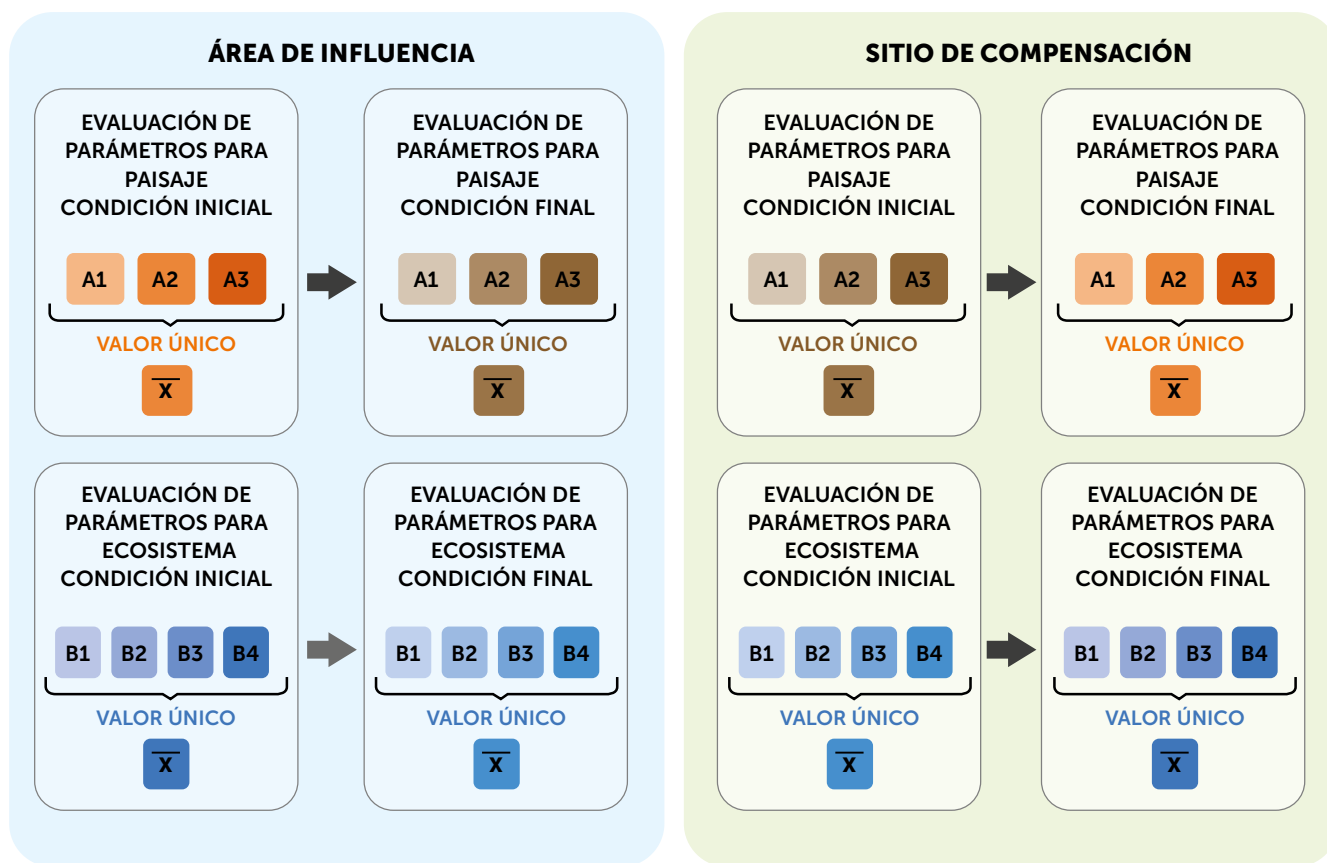 ÁREA DE INFLUENCIA
EVALUACIÓN DE
PARÁMETROS PARA
PAISAJE
CONDICIÓN INICIAL
A1 A2 A3
VALOR ÚNICO
X
EVALUACIÓN DE
PARÁMETROS PARA
PAISAJE
CONDICIÓN FINAL
A1 A2 A3
VALOR ÚNICO
X
EVALUACIÓN DE
PARÁMETROS PARA
ECOSISTEMA
CONDICIÓN INICIAL
B1 B2 B3 B4
VALOR ÚNICO
X
EVALUACIÓN DE
PARÁMETROS PARA
ECOSISTEMA
CONDICIÓN FINAL
B1 B2 B3 B4
VALOR ÚNICO
X
SITIO DE COMPENSACIÓN
EVALUACIÓN DE
PARÁMETROS PARA
PAISAJE
CONDICIÓN INICIAL
A1 A2 A3
VALOR ÚNICO
X
EVALUACIÓN DE
PARÁMETROS PARA
PAISAJE
CONDICIÓN FINAL
A1 A2 A3
VALOR ÚNICO
X
EVALUACIÓN DE
PARÁMETROS PARA
ECOSISTEMA
CONDICIÓN INICIAL
B1 B2 B3 B4
VALOR ÚNICO
X
EVALUACIÓN DE
PARÁMETROS PARA
ECOSISTEMA
CONDICIÓN FINAL
B1 B2 B3 B4
VALOR ÚNICO
X